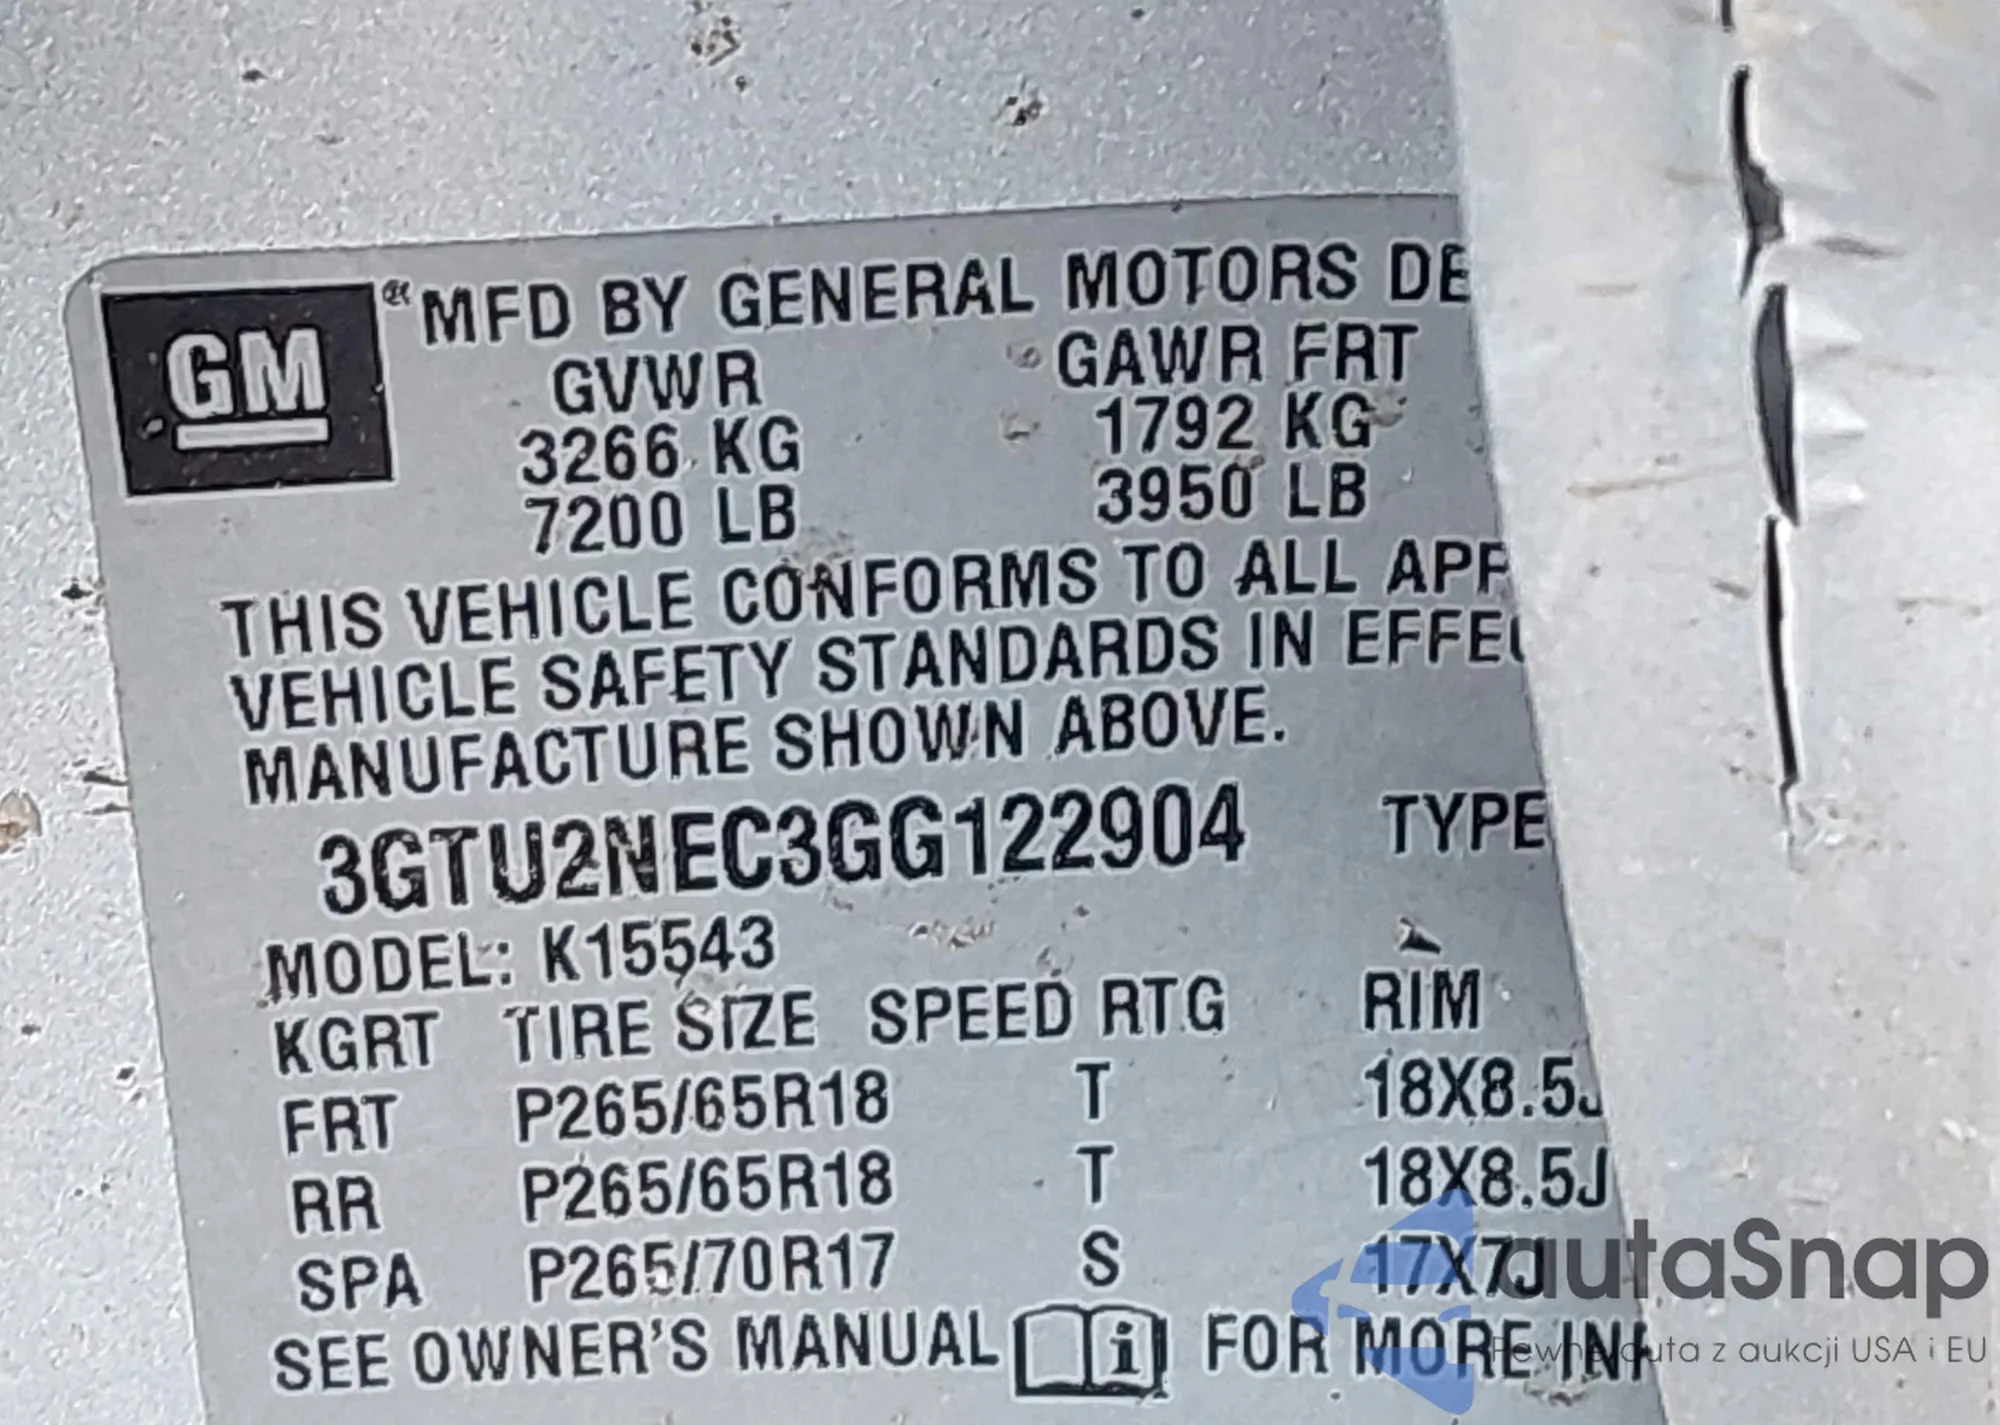 GM
MFD BY GENERAL MOTORS DE
GVWR GAWR FRT
3266 KG 1792 KG
7200 LB 3950 LB
THIS VEHICLE CONFORMS TO ALL APP
VEHICLE SAFETY STANDARDS IN EFFEC
MANUFACTURE SHOWN ABOVE.
3GTU2NEC3GG122904 TYPE
MODEL: K15543
KGRT TIRE SIZE SPEED RTG RIM
FRT P265/65R18 T 18X8.5J
RR P265/65R18 T 18X8.5J
SPA P265/70R17 S 17X7J
SEE OWNER'S MANUAL i FOR MORE INF
autaSnap
Pewne auta z aukcji USA i EU